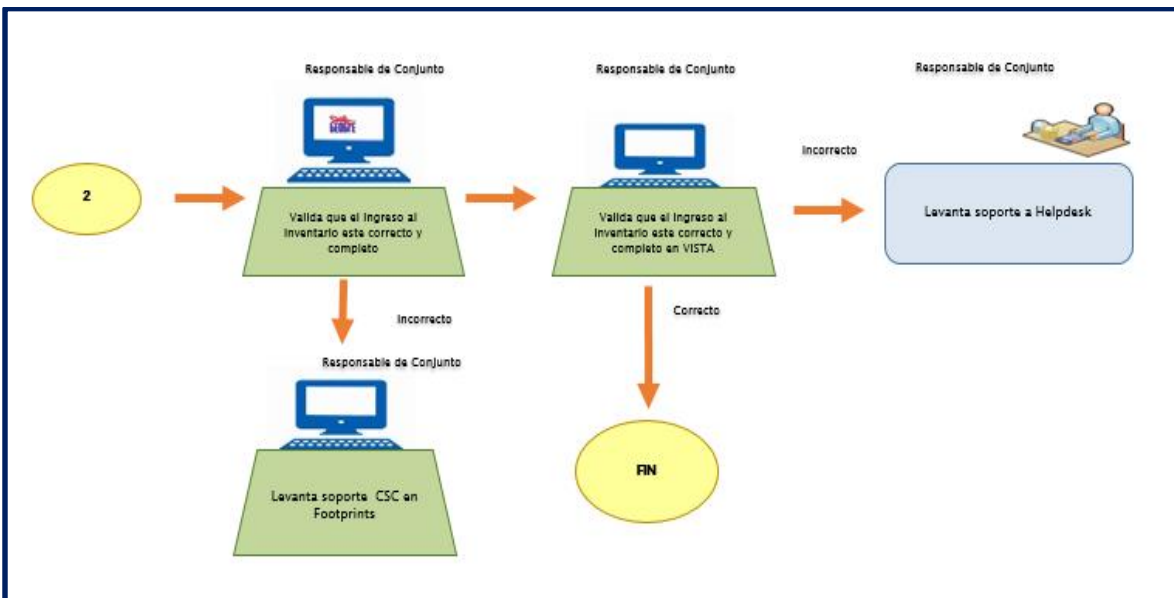 Responsable de Conjunto
Responsable de Conjunto
Responsable de Conjunto
Incorrecto
2
Valida que el ingreso al
inventario este correcto y
completo
Valida que el ingreso al
inventario este correcto y
completo en VISTA
Levanta soporte a Helpdesk
Incorrecto
Correcto
Responsable de Conjunto
Levanta soporte CSC en
Footprints
FIN